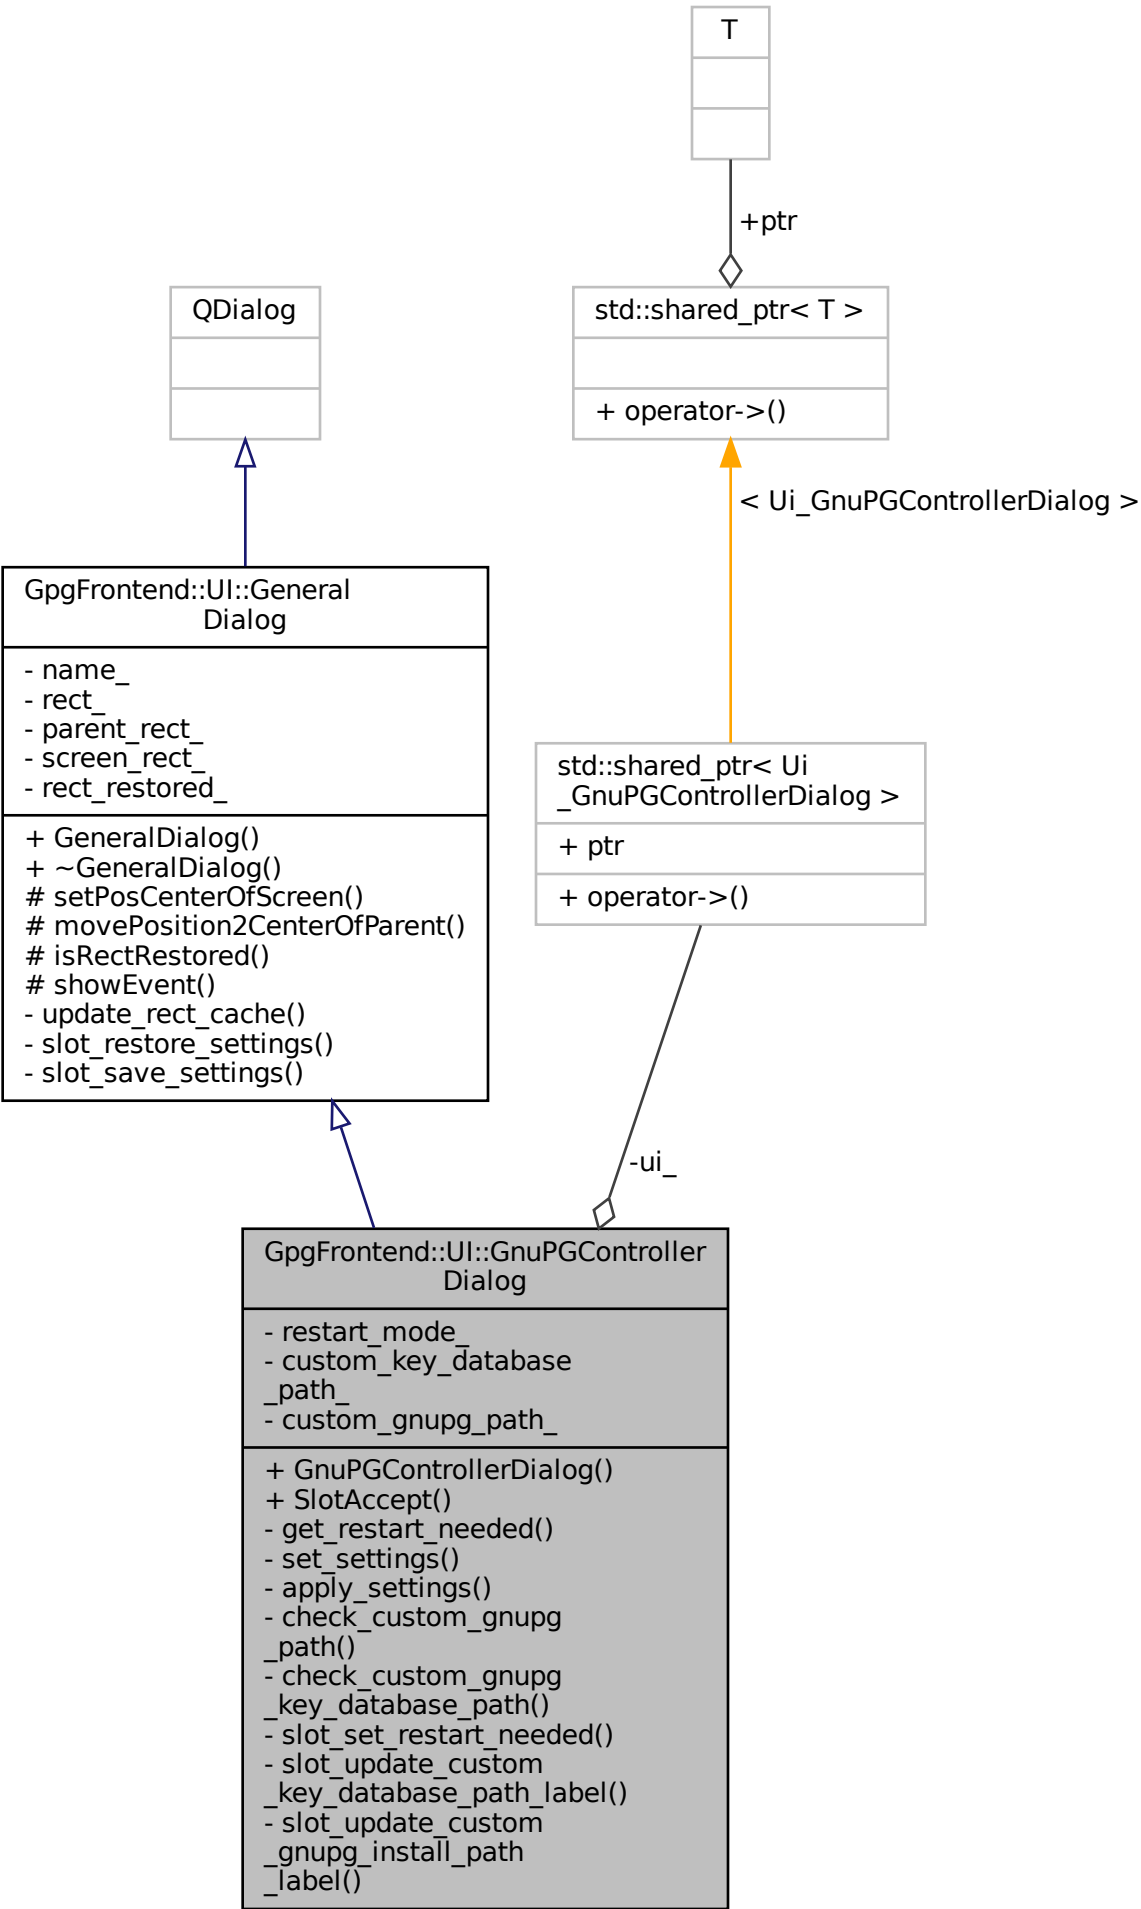 T
+ptr
QDialog
std::shared_ptr< T >
+ operator->()
< Ui_GnuPGControllerDialog >
GpgFrontend::UI::General
Dialog
- name_
- rect_
- parent_rect_
- screen_rect_
- rect_restored_
+ GeneralDialog()
+ ~GeneralDialog()
# setPosCenterOfScreen()
# movePosition2CenterOfParent()
# isRectRestored()
# showEvent()
- update_rect_cache()
- slot_restore_settings()
- slot_save_settings()
std::shared_ptr< Ui
_GnuPGControllerDialog >
+ ptr
+ operator->()
-ui_
GpgFrontend::UI::GnuPGController
Dialog
- restart_mode_
- custom_key_database
_path_
- custom_gnupg_path_
+ GnuPGControllerDialog()
+ SlotAccept()
- get_restart_needed()
- set_settings()
- apply_settings()
- check_custom_gnupg
_path()
- check_custom_gnupg
_key_database_path()
- slot_set_restart_needed()
- slot_update_custom
_key_database_path_label()
- slot_update_custom
_gnupg_install_path
_label()